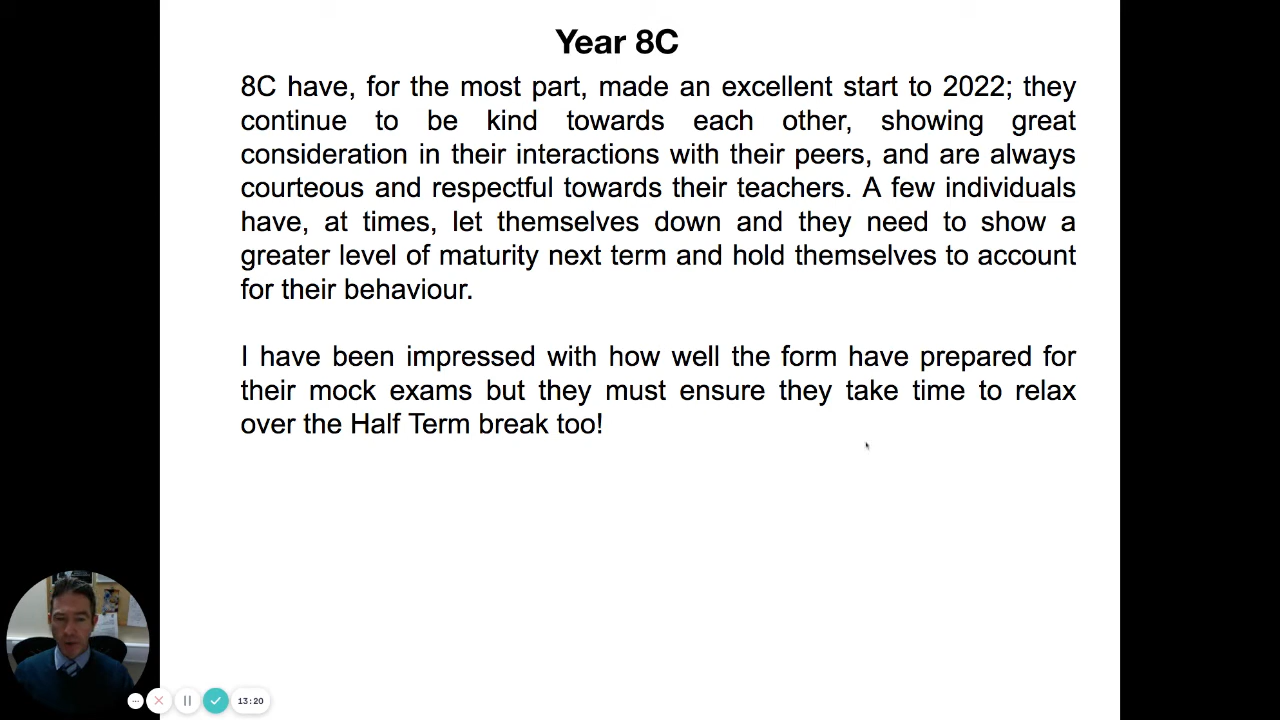 Year 8C
8C have, for the most part, made an excellent start to 2022; they
continue to be kind towards each other, showing great
consideration in their interactions with their peers, and are always
courteous and respectful towards their teachers. A few individuals
have, at times, let themselves down and they need to show a
greater level of maturity next term and hold themselves to account
for their behaviour.
I have been impressed with how well the form have prepared for
their mock exams but they must ensure they take time to relax
over the Half Term break too!
13:20